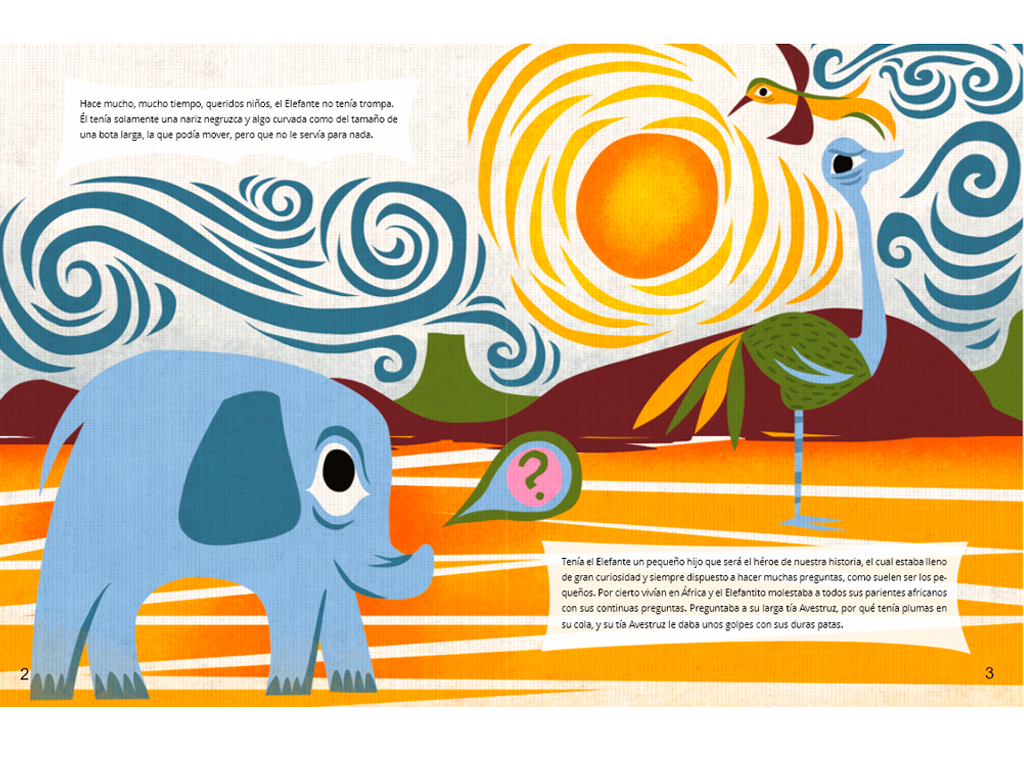 Hace mucho, mucho tiempo, queridos niños, el Elefante no tenía trompa.
Él tenía solamente una nariz negruzca y algo curvada como del tamaño de
una bota larga, la que podía mover, pero que no le servía para nada.
?
Tenía el Elefante un pequeño hijo que será el héroe de nuestra historia, el cual estaba lleno
de gran curiosidad y siempre dispuesto a hacer muchas preguntas, como suelen ser los pe-
queños. Por cierto vivían en África y el Elefantito molestaba a todos sus parientes africanos
con sus continuas preguntas. Preguntaba a su larga tía Avestruz, por qué tenía plumas en
su cola, y su tía Avestruz le daba unos golpes con sus duras patas.
2
3